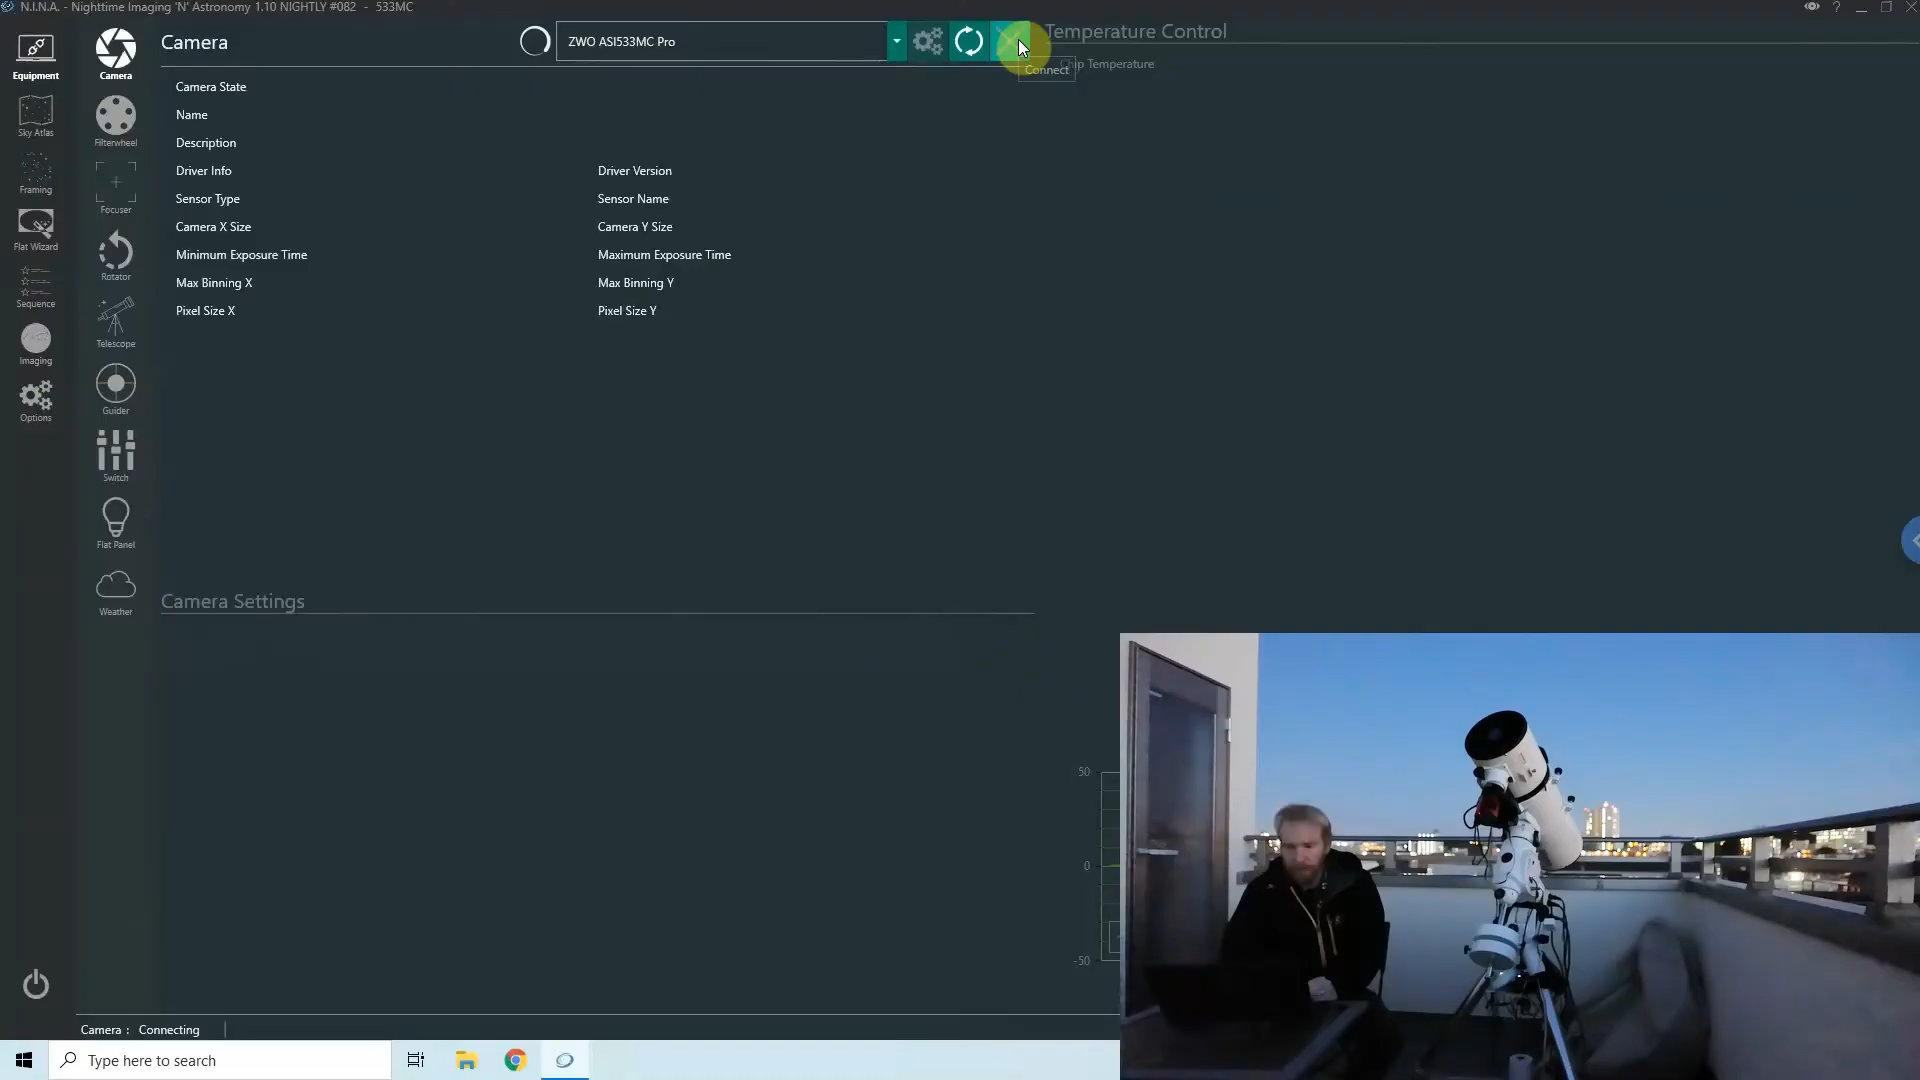 N.I.N.A. - Nighttime Imaging 'N' Astronomy 1.10 NIGHTLY #082 - 533MC
?
Equipment
Sky Atlas
Framing
Flat Wizard
Sequence
Imaging
Options
Camera
Filterwheel
Focuser
Rotator
Telescope
Guider
Switch
Flat Panel
Weather
Camera
ZWO ASI533MC Pro
Connect
Camera State
Name
Description
Driver Info
Driver Version
Sensor Type
Sensor Name
Camera X Size
Camera Y Size
Minimum Exposure Time
Maximum Exposure Time
Max Binning X
Max Binning Y
Pixel Size X
Pixel Size Y
Camera Settings
Temperature Control
Chip Temperature
50
0
-50
Camera : Connecting
Type here to search